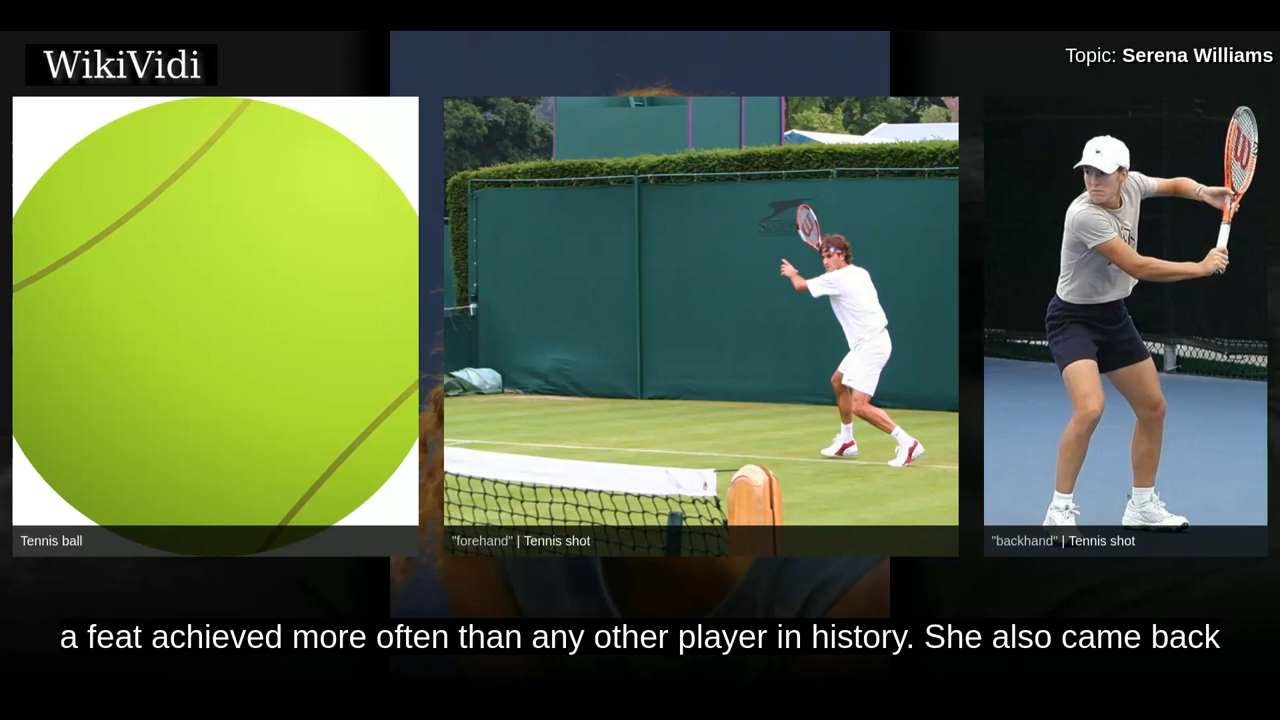 WikiVidi
Topic: Serena Williams
Tennis ball
"forehand" | Tennis shot
"backhand" | Tennis shot
a feat achieved more often than any other player in history. She also came back